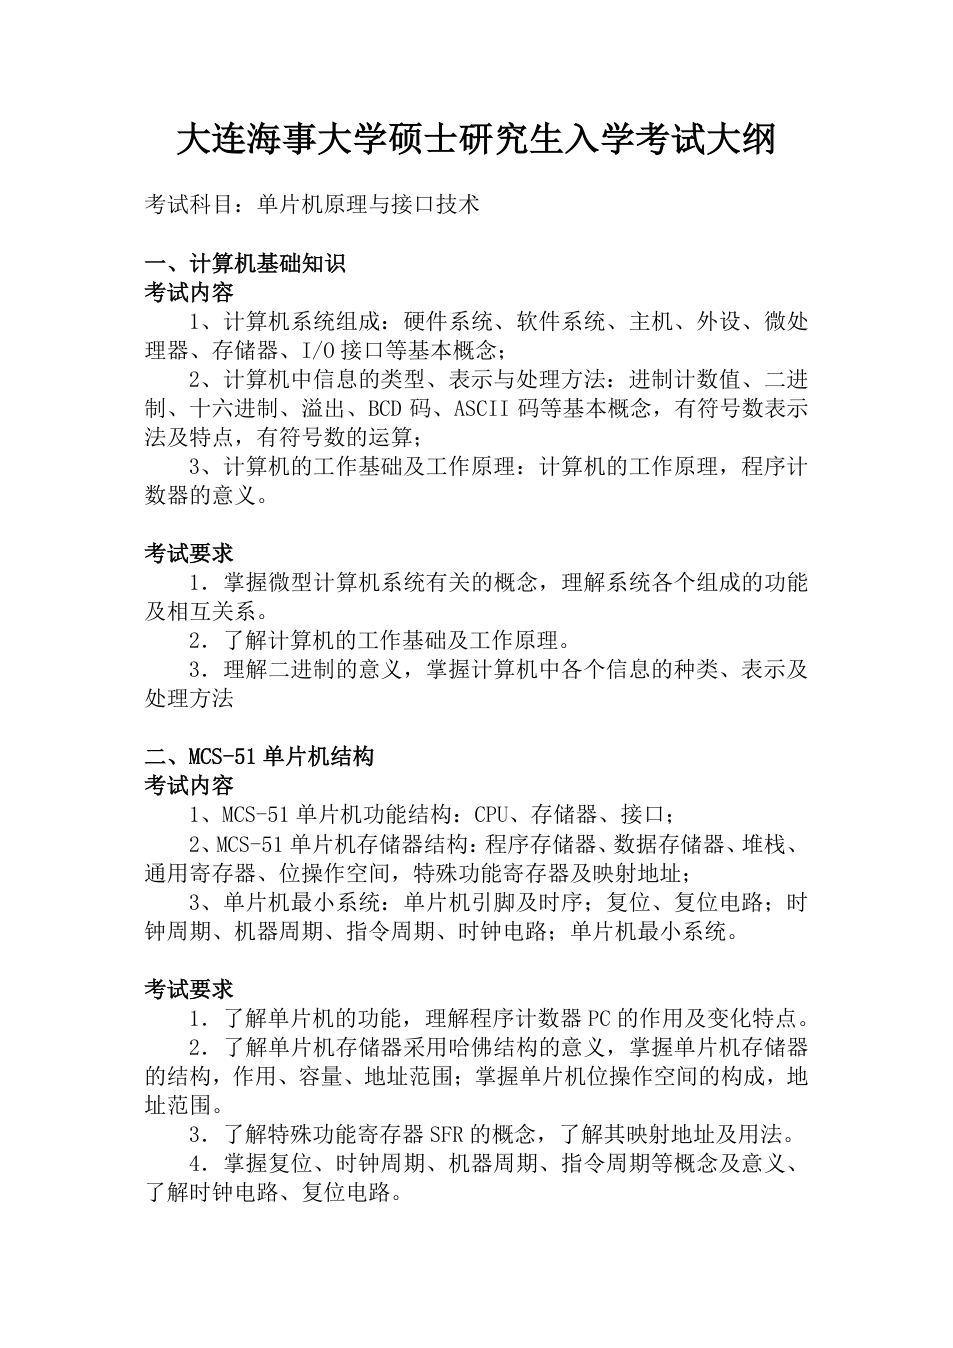 大连海事大学硕士研究生入学考试大纲
考试科目：单片机原理与接口技术
一、计算机基础知识
考试内容
1、计算机系统组成：硬件系统、软件系统、主机、外设、微处
理器、存储器、I/O 接口等基本概念；
2、计算机中信息的类型、表示与处理方法：进制计数值、二进
制、十六进制、溢出、BCD 码、ASCII 码等基本概念，有符号数表示
法及特点，有符号数的运算；
3、计算机的工作基础及工作原理：计算机的工作原理，程序计
数器的意义。
考试要求
1．掌握微型计算机系统有关的概念，理解系统各个组成的功能
及相互关系。
2．了解计算机的工作基础及工作原理。
3．理解二进制的意义，掌握计算机中各个信息的种类、表示及
处理方法
二、MCS-51 单片机结构
考试内容
1、MCS-51 单片机功能结构：CPU、存储器、接口；
2、MCS-51 单片机存储器结构：程序存储器、数据存储器、堆栈、
通用寄存器、位操作空间，特殊功能寄存器及映射地址；
3、单片机最小系统：单片机引脚及时序；复位、复位电路；时
钟周期、机器周期、指令周期、时钟电路；单片机最小系统。
考试要求
1．了解单片机的功能，理解程序计数器 PC 的作用及变化特点。
2．了解单片机存储器采用哈佛结构的意义，掌握单片机存储器
的结构，作用、容量、地址范围；掌握单片机位操作空间的构成，地
址范围。
3．了解特殊功能寄存器 SFR 的概念，了解其映射地址及用法。
4．掌握复位、时钟周期、机器周期、指令周期等概念及意义、
了解时钟电路、复位电路。